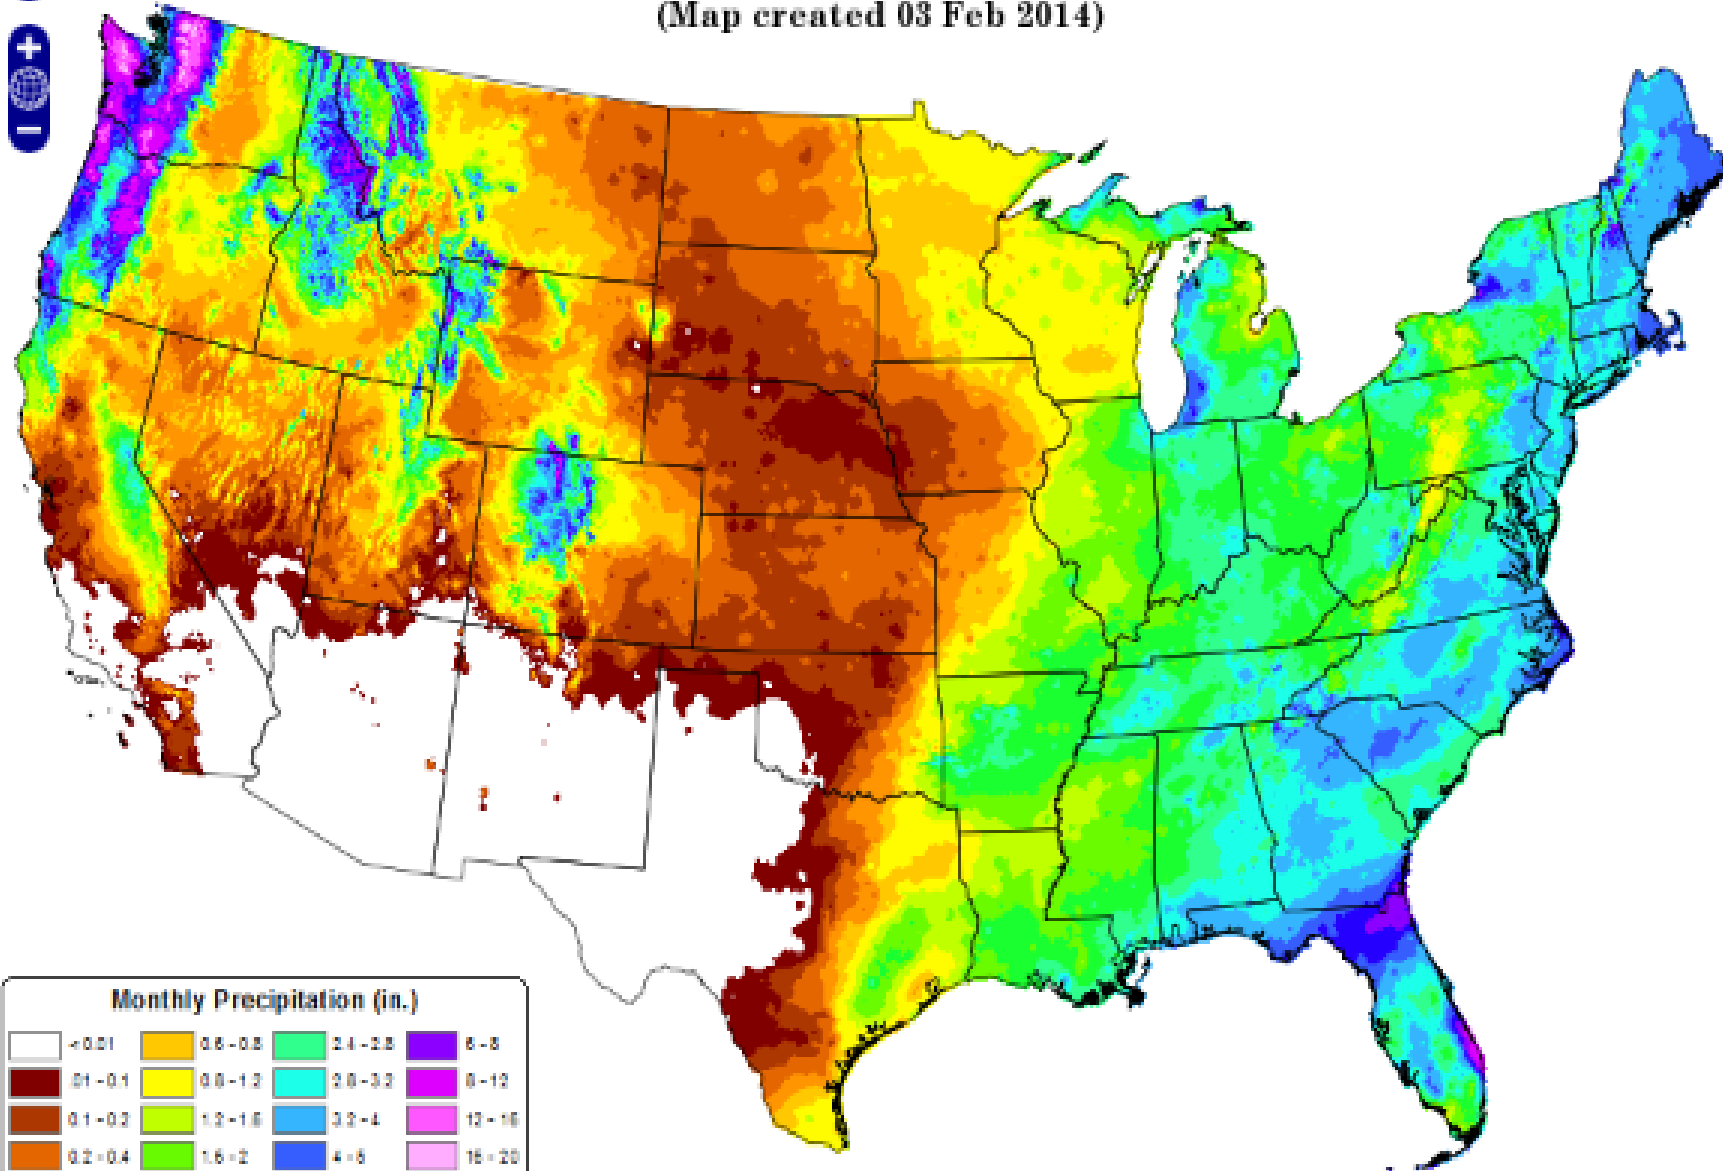 (Map created 03 Feb 2014)
+
−
Monthly Precipitation (in.)
< 0.01
0.6 - 0.8
2.4 - 2.8
6 - 8
.01 - 0.1
0.8 - 1.2
2.8 - 3.2
8 - 12
0.1 - 0.2
1.2 - 1.6
3.2 - 4
12 - 16
0.2 - 0.4
1.6 - 2
4 - 6
16 - 20